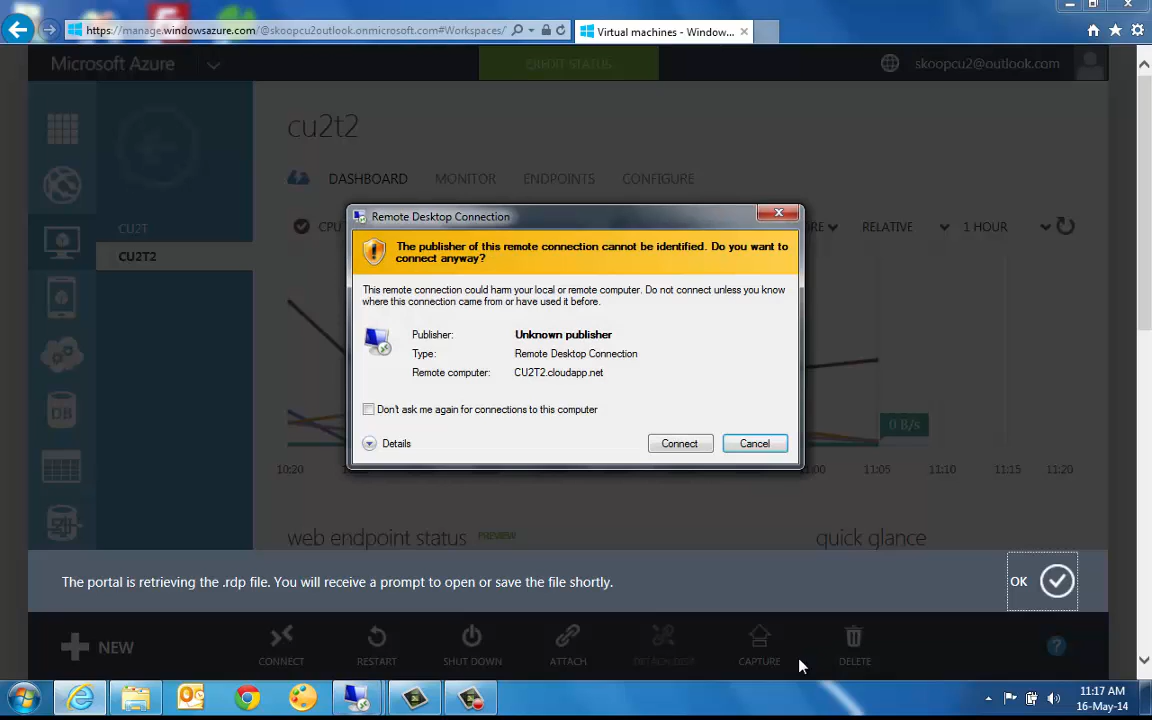 https://manage.windowsazure.com/@skoopcu2outlook.onmicrosoft.com#Workspaces/
Virtual machines - Window...
Microsoft Azure
CREDIT STATUS
skoopcu2@outlook.com
cu2t2
DASHBOARD MONITOR ENDPOINTS CONFIGURE
CU2T
CU2T2
CPU
RELATIVE
1 HOUR
Remote Desktop Connection
The publisher of this remote connection cannot be identified. Do you want to
connect anyway?
This remote connection could harm your local or remote computer. Do not connect unless you know
where this connection came from or have used it before.
Publisher: Unknown publisher
Type: Remote Desktop Connection
Remote computer: CU2T2.cloudapp.net
Don't ask me again for connections to this computer
Details
Connect
Cancel
0 B/s
10:20
11:05 11:10 11:15 11:20
DB
web endpoint status PREVIEW
quick glance
The portal is retrieving the .rdp file. You will receive a prompt to open or save the file shortly.
OK
NEW
CONNECT RESTART SHUT DOWN ATTACH DETACH DISK CAPTURE DELETE
?
11:17 AM
16-May-14